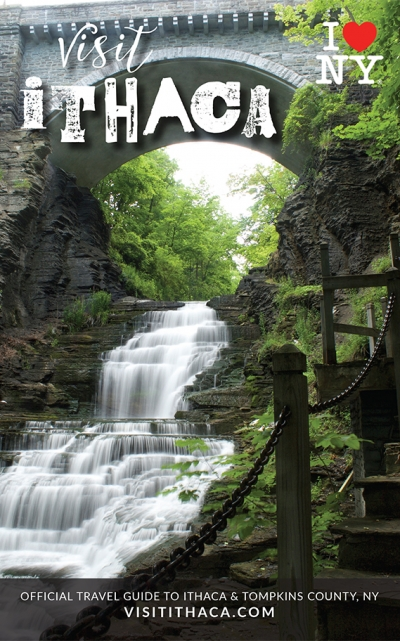 Visit
ITHACA
I ♥
NY
OFFICIAL TRAVEL GUIDE TO ITHACA & TOMPKINS COUNTY, NY
VISITITHACA.COM